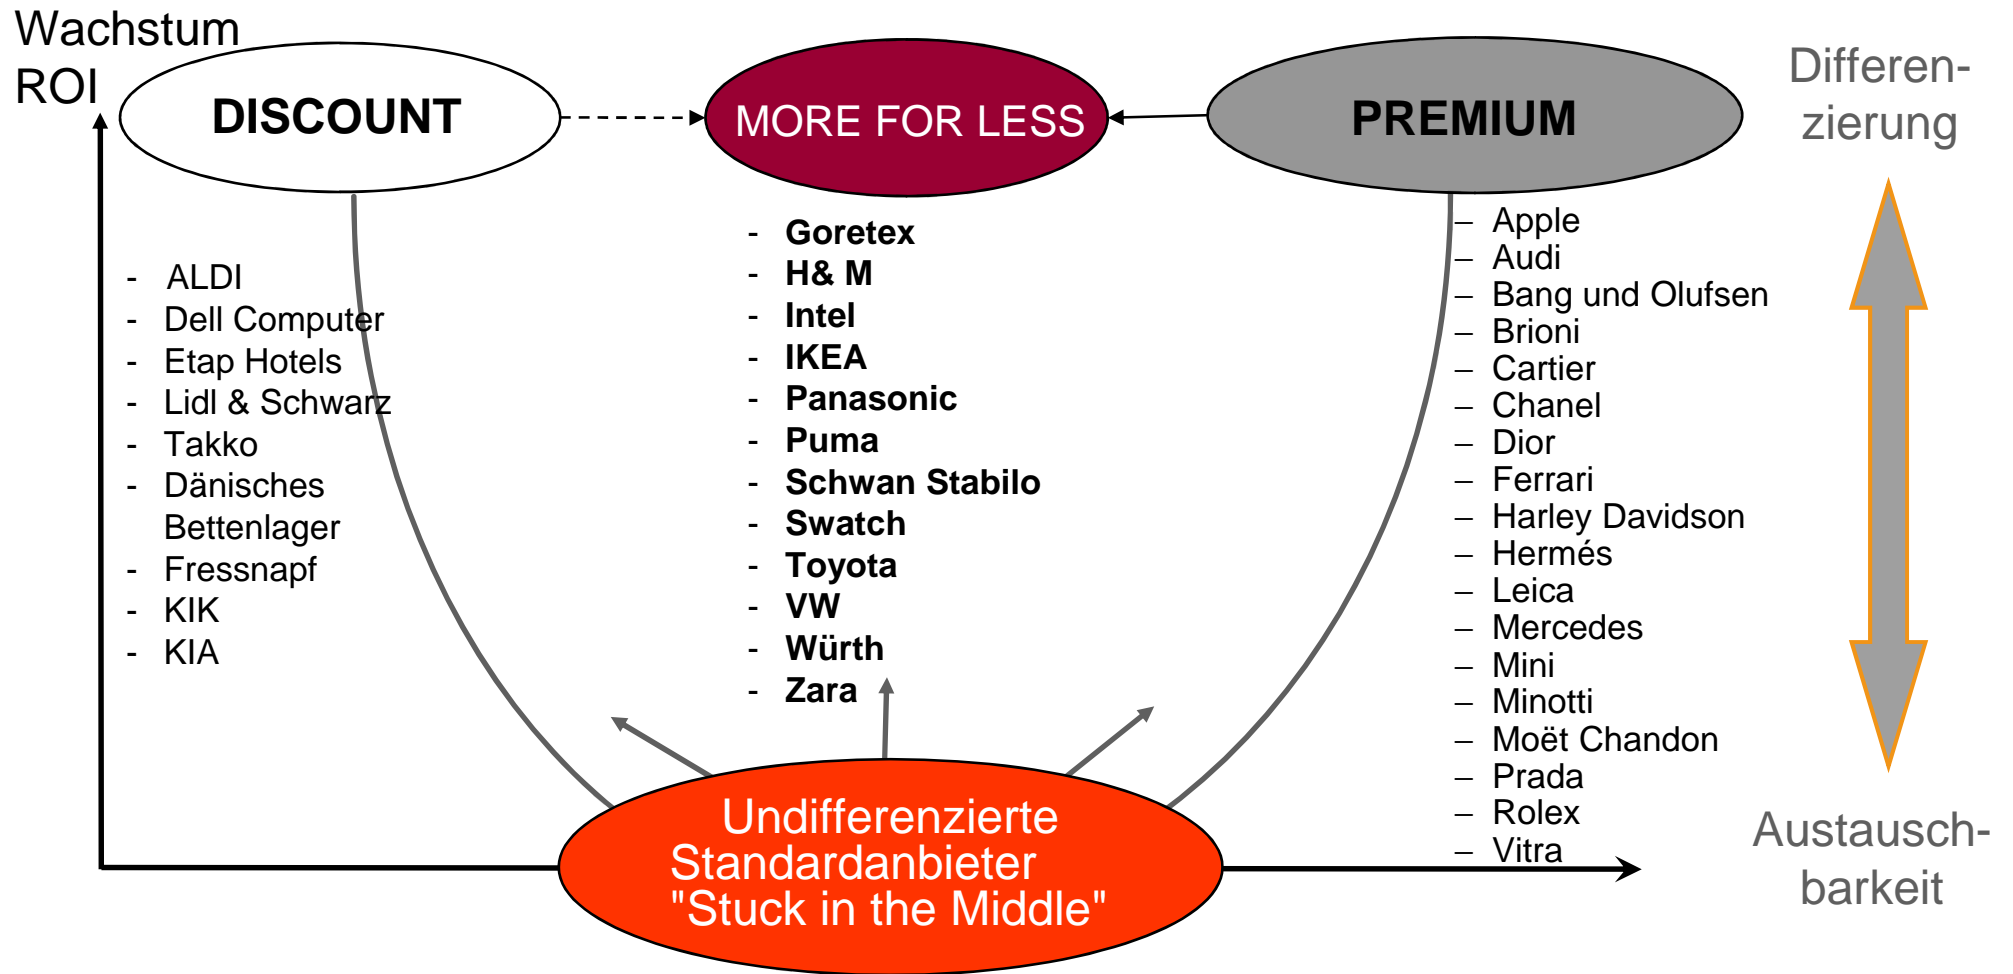 Wachstum
ROI
DISCOUNT
MORE FOR LESS
PREMIUM
Differen-
zierung
- ALDI
- Dell Computer
- Etap Hotels
- Lidl & Schwarz
- Takko
- Dänisches
Bettenlager
- Fressnapf
- KIK
- KIA
- Goretex
- H& M
- Intel
- IKEA
- Panasonic
- Puma
- Schwan Stabilo
- Swatch
- Toyota
- VW
- Würth
- Zara
– Apple
– Audi
– Bang und Olufsen
– Brioni
– Cartier
– Chanel
– Dior
– Ferrari
– Harley Davidson
– Hermés
– Leica
– Mercedes
– Mini
– Minotti
– Moët Chandon
– Prada
– Rolex
– Vitra
Undifferenzierte
Standardanbieter
"Stuck in the Middle"
Austausch-
barkeit